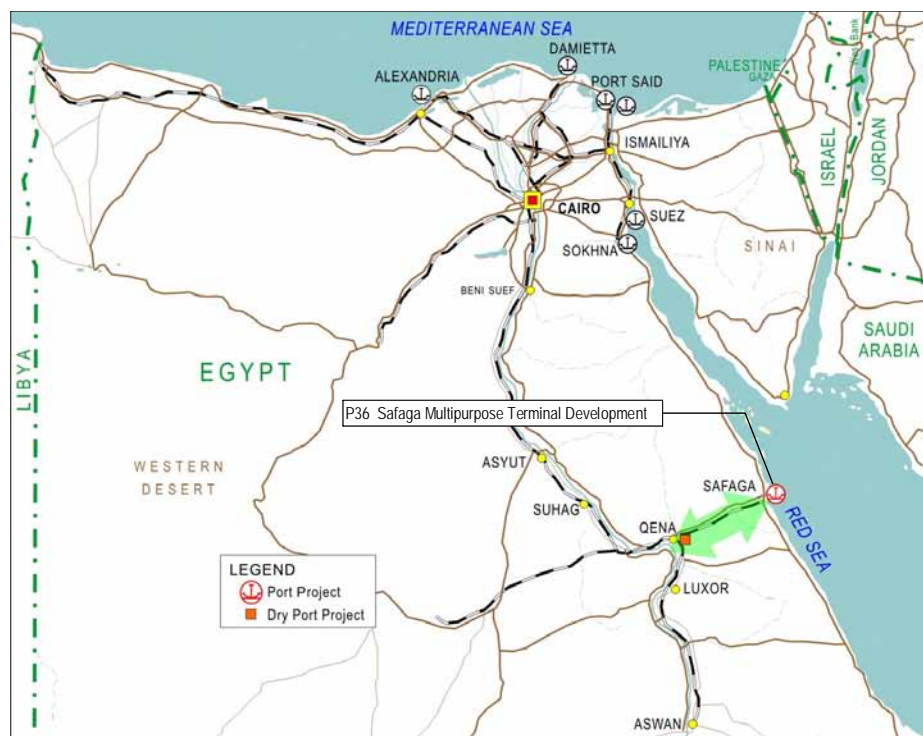 MEDITERRANEAN SEA
DAMIETTA
ALEXANDRIA
PORT SAID
PALESTINE
GAZA
West Bank
ISMAILIYA
ISRAEL
JORDAN
CAIRO
SUEZ
SOKHNA
SINAI
BENI SUEF
SAUDI
ARABIA
LIBYA
EGYPT
P36 Safaga Multipurpose Terminal Development
WESTERN
DESERT
ASYUT
SAFAGA
SUHAG
QENA
RED SEA
LEGEND
Port Project
Dry Port Project
LUXOR
ASWAN